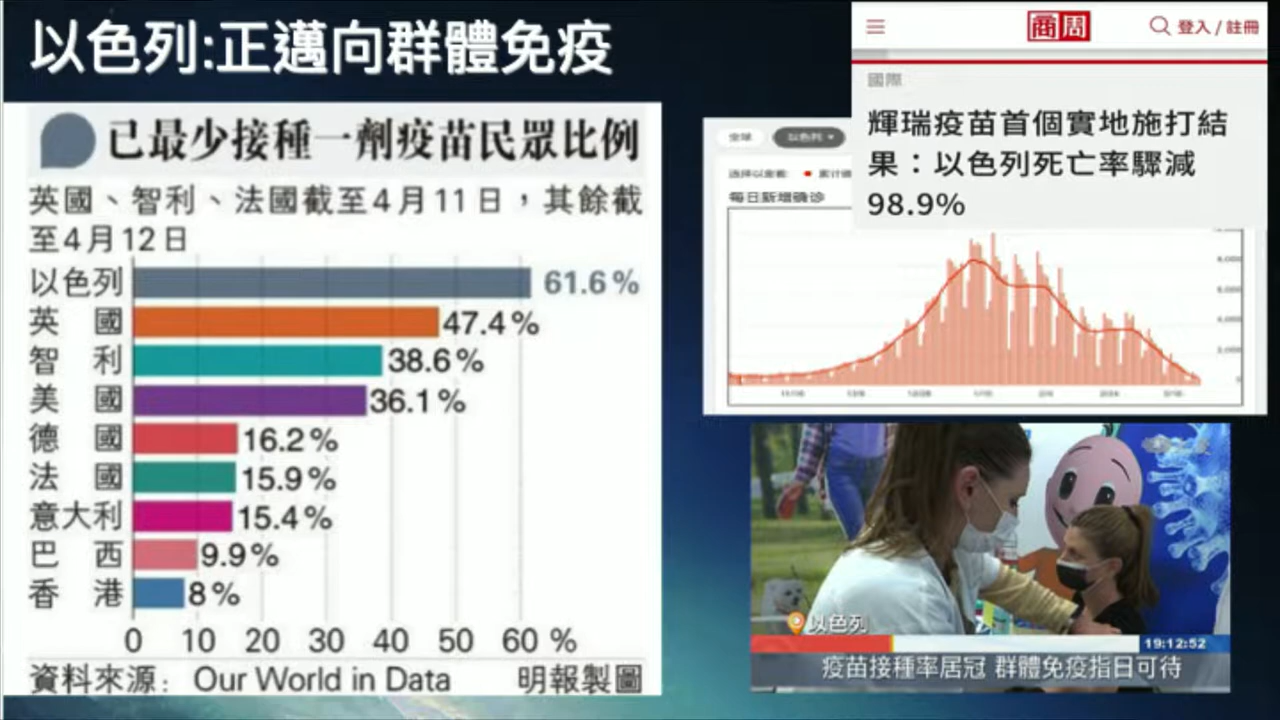 以色列:正邁向群體免疫
已最少接種一劑疫苗民眾比例
英國、智利、法國截至4月11日，其餘截
至4月12日
以色列 61.6%
英國 47.4%
智利 38.6%
美國 36.1%
德國 16.2%
法國 15.9%
意大利 15.4%
巴西 9.9%
香港 8%
0 10 20 30 40 50 60 %
資料來源： Our World in Data 明報製圖
商周
登入 / 註冊
國際
輝瑞疫苗首個實地施打結
果：以色列死亡率驟減
98.9%
全球 以色列
每日新增确诊
以色列
19:12:52
疫苗接種率居冠 群體免疫指日可待